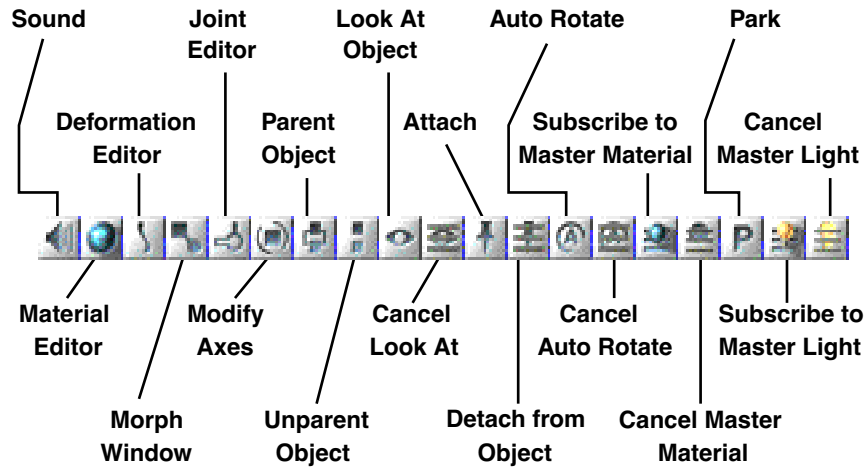 Sound
Joint
Editor
Look At
Object
Auto Rotate
Park
Deformation
Editor
Parent
Object
Attach
Subscribe to
Master Material
Cancel
Master Light
A
A
P
Material
Editor
Modify
Axes
Cancel
Look At
Cancel
Auto Rotate
Subscribe to
Master Light
Morph
Window
Unparent
Object
Detach from
Object
Cancel Master
Material